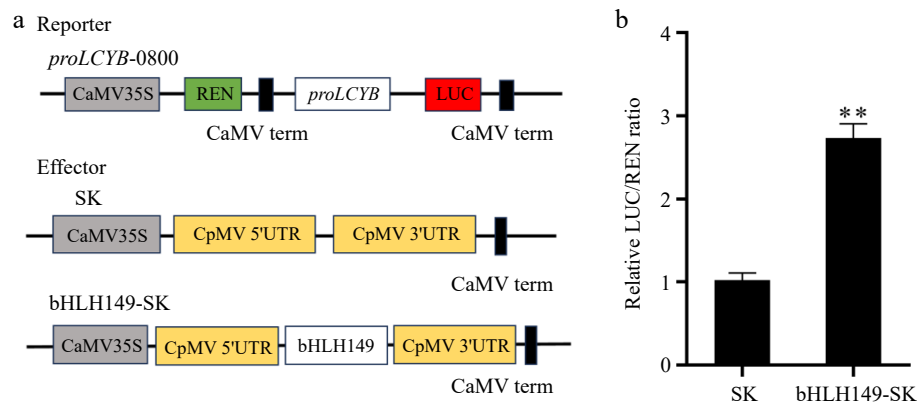 a
Reporter
proLCYB-0800
CaMV35S REN proLCYB LUC
CaMV term CaMV term
Effector
SK
CaMV35S CpMV 5'UTR CpMV 3'UTR
CaMV term
bHLH149-SK
CaMV35S CpMV 5'UTR bHLH149 CpMV 3'UTR
CaMV term
b
Relative LUC/REN ratio
4
3
2
1
0
**
SK bHLH149-SK